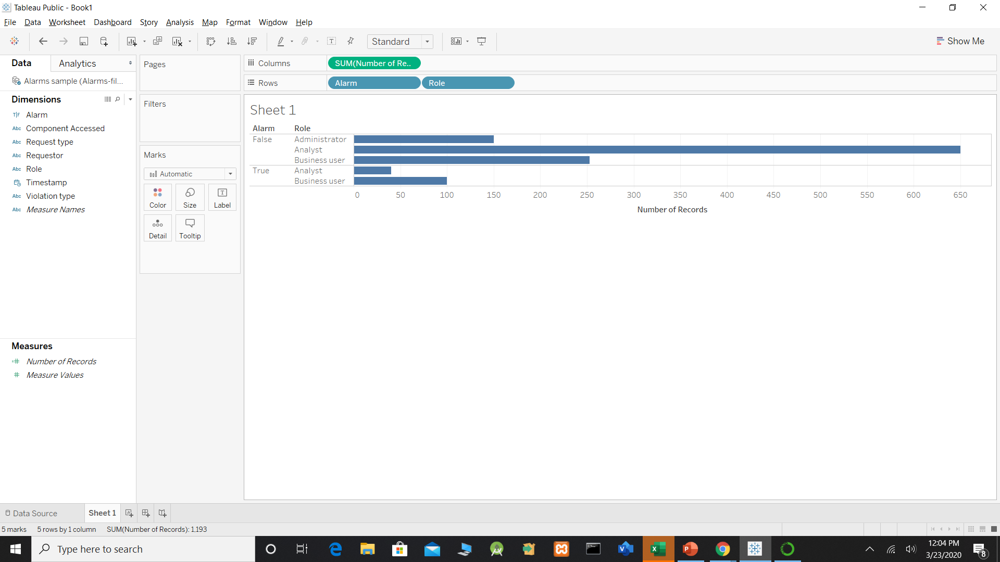 Tableau Public - Book1
File Data Worksheet Dashboard Story Analysis Map Format Window Help
Standard
Show Me
Data
Analytics
Alarms sample (Alarms-fil...
Dimensions
T|F Alarm
Abc Component Accessed
Abc Request type
Abc Requestor
Abc Role
Timestamp
Abc Violation type
Abc Measure Names
Measures
=# Number of Records
# Measure Values
Pages
Filters
Marks
Automatic
Color Size Label
Detail Tooltip
Columns SUM(Number of Re..
Rows Alarm Role
Sheet 1
Alarm Role
False Administrator
Analyst
Business user
True Analyst
Business user
0 50 100 150 200 250 300 350 400 450 500 550 600 650
Number of Records
Data Source Sheet 1
5 marks 5 rows by 1 column SUM(Number of Records): 1,193
Type here to search
12:04 PM
3/23/2020
8